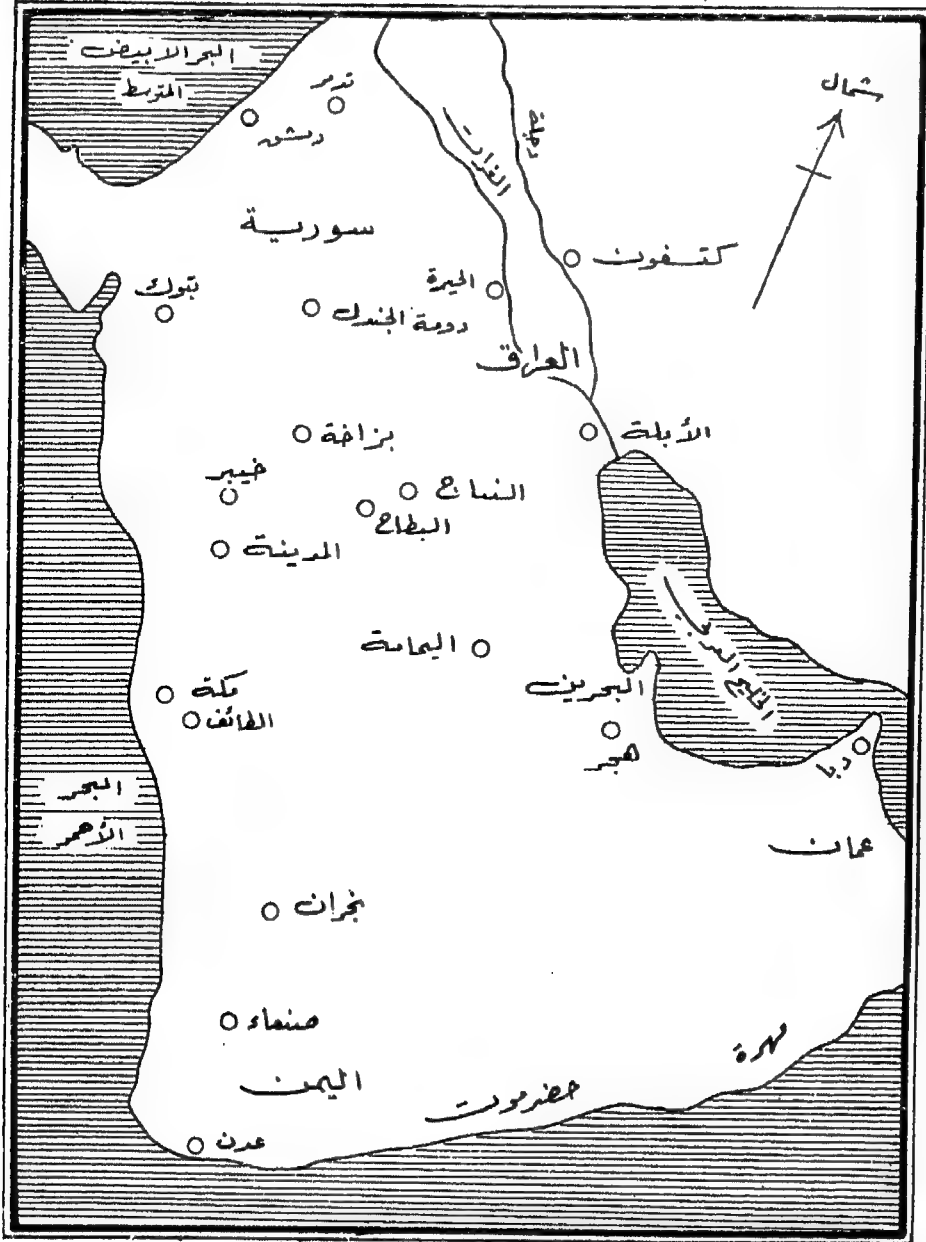 البحر الابيض
المتوسط
تدمر
دمشق
شمال
دجلة
الفرات
سورية
كتسفون
الحيرة
تبوك
دومة الجندل
العراق
بزاخة
الأبلة
خيبر
النباج
البطاح
المدينة
اليمامة
الخليج العربي
مكة
الطائف
البحرين
هجر
دبا
البحر
الأحمر
عمان
نجران
صنعاء
مهرة
اليمن
حضرموت
عدن